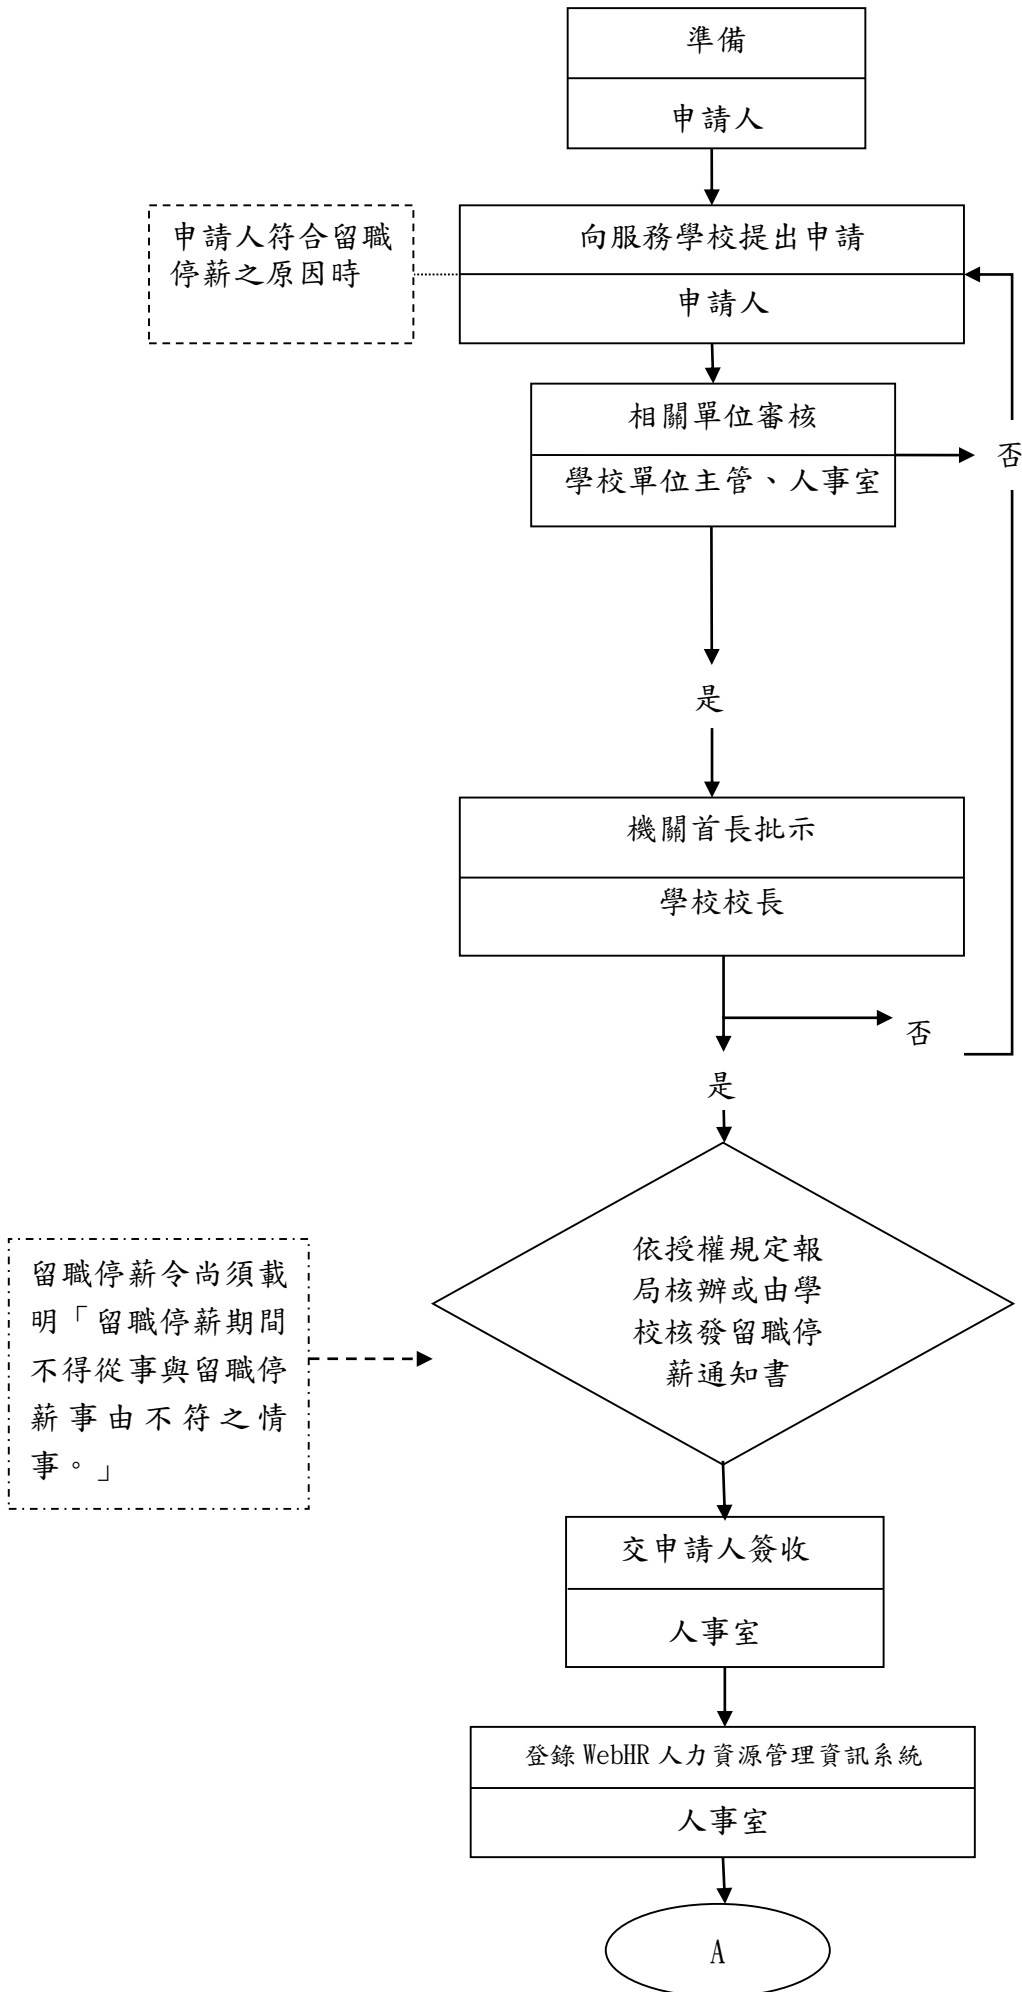 準備
申請人
申請人符合留職
停薪之原因時
向服務學校提出申請
申請人
相關單位審核
學校單位主管、人事室
否
是
機關首長批示
學校校長
否
是
依授權規定報
局核辦或由學
校核發留職停
薪通知書
留職停薪令尚須載
明「留職停薪期間
不得從事與留職停
薪事由不符之情
事。」
交申請人簽收
人事室
登錄 WebHR 人力資源管理資訊系統
人事室
A